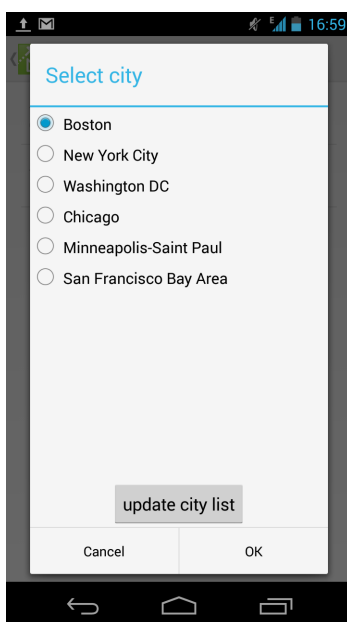 E 16:59
Select city
Boston
New York City
Washington DC
Chicago
Minneapolis-Saint Paul
San Francisco Bay Area
update city list
Cancel OK